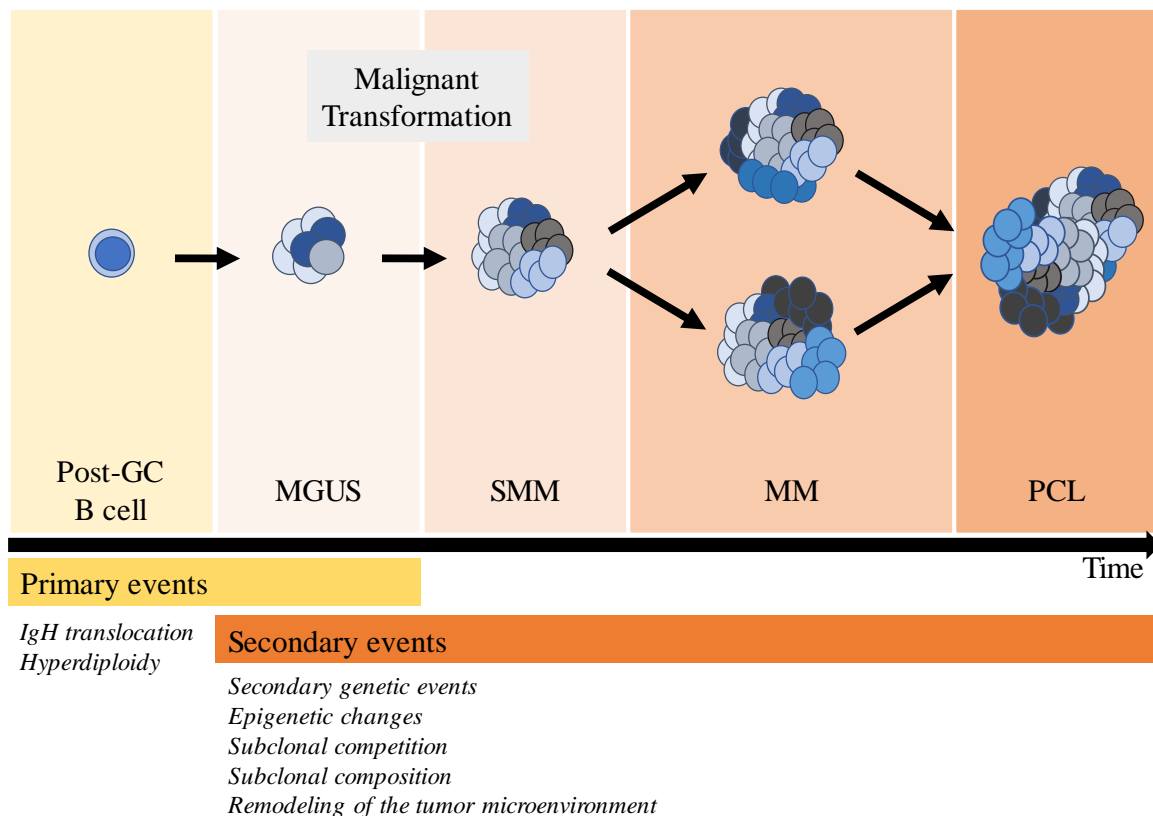 Malignant
Transformation
Post-GC
B cell
MGUS
SMM
MM
PCL
Time
Primary events
IgH translocation
Hyperdiploidy
Secondary events
Secondary genetic events
Epigenetic changes
Subclonal competition
Subclonal composition
Remodeling of the tumor microenvironment